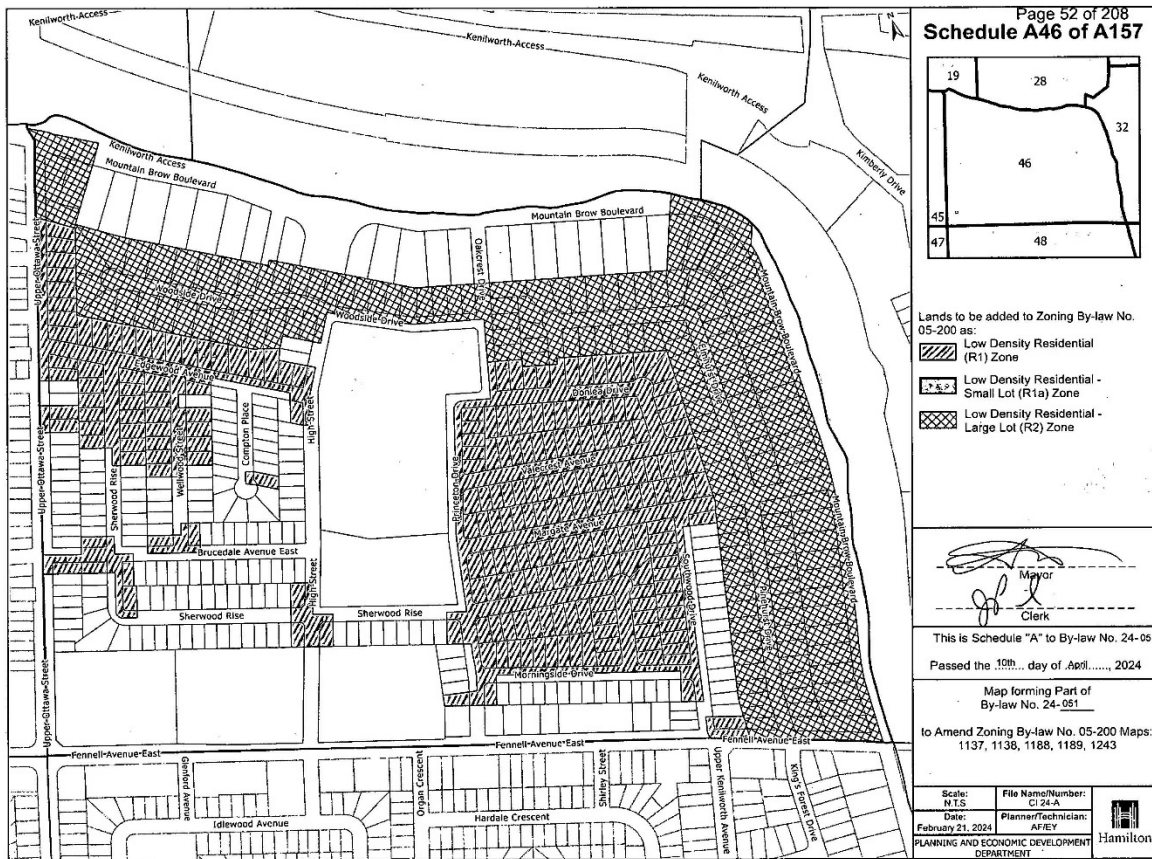 Page 52 of 208
Schedule A46 of A157
Kenilworth-Access
Kenilworth-Access
Kenilworth-Access
Kenilworth Access
N
19
28
32
46
45
47
48
Kimberly Drive
Kenilworth Access
Mountain Brow Boulevard
Mountain Brow Boulevard
Oakcrest Drive
Upper-Ottawa-Street
Woodside Drive
Woodside-Drive
Mountain-Brow-Boulevard
Edgewood Avenue
High-Street
Compton Place
Wellwood-Street
Donlea Drive
Princeton-Drive
Valecrest Avenue
Margate Avenue
Mountain-Brow-Boulevard
Upper-Ottawa-Street
Sherwood Rise
Brucedale Avenue East
High-Street
Southwood-Drive
Sherwood Rise
Sherwood Rise
Morningside-Drive
Upper-Ottawa-Street
Fennell-Avenue-East
Fennell-Avenue-East
Fennell-Avenue-East
Glenford-Avenue
Organ Crescent
Shirley Street
Upper Kenilworth Avenue
King's Forest Drive
Idlewood Avenue
Hardale Crescent
Lands to be added to Zoning By-law No.
05-200 as:
Low Density Residential
(R1) Zone
Low Density Residential -
Small Lot (R1a) Zone
Low Density Residential -
Large Lot (R2) Zone
Mayor
Clerk
This is Schedule "A" to By-law No. 24-05
Passed the 10th day of April, 2024
Map forming Part of
By-law No. 24-051
to Amend Zoning By-law No. 05-200 Maps:
1137, 1138, 1188, 1189, 1243
Scale:
N.T.S
File Name/Number:
CI 24-A
Date:
February 21, 2024
Planner/Technician:
AF/EY
PLANNING AND ECONOMIC DEVELOPMENT
DEPARTMENT
Hamilton